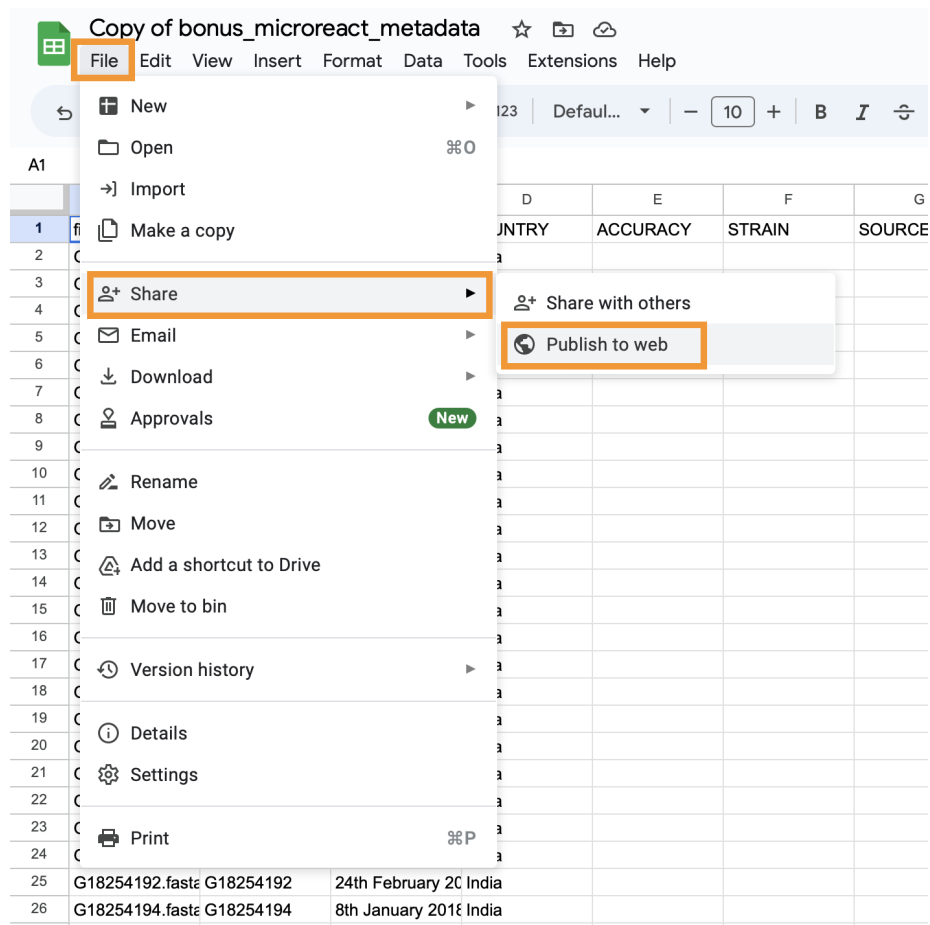 Copy of bonus_microreact_metadata
File Edit View Insert Format Data Tools Extensions Help
123 Defaul... 10 B I S
A1
New
Open ⌘O
Import
Make a copy
Share
Email
Download
Approvals New
Rename
Move
Add a shortcut to Drive
Move to bin
Version history
Details
Settings
Print ⌘P
Share with others
Publish to web
D E F G
1 ACCURACY STRAIN SOURCE
2
3
4
5
6
7
8
9
10
11
12
13
14
15
16
17
18
19
20
21
22
23
24
25 G18254192.fasta G18254192 24th February 20 India
26 G18254194.fasta G18254194 8th January 2018 India